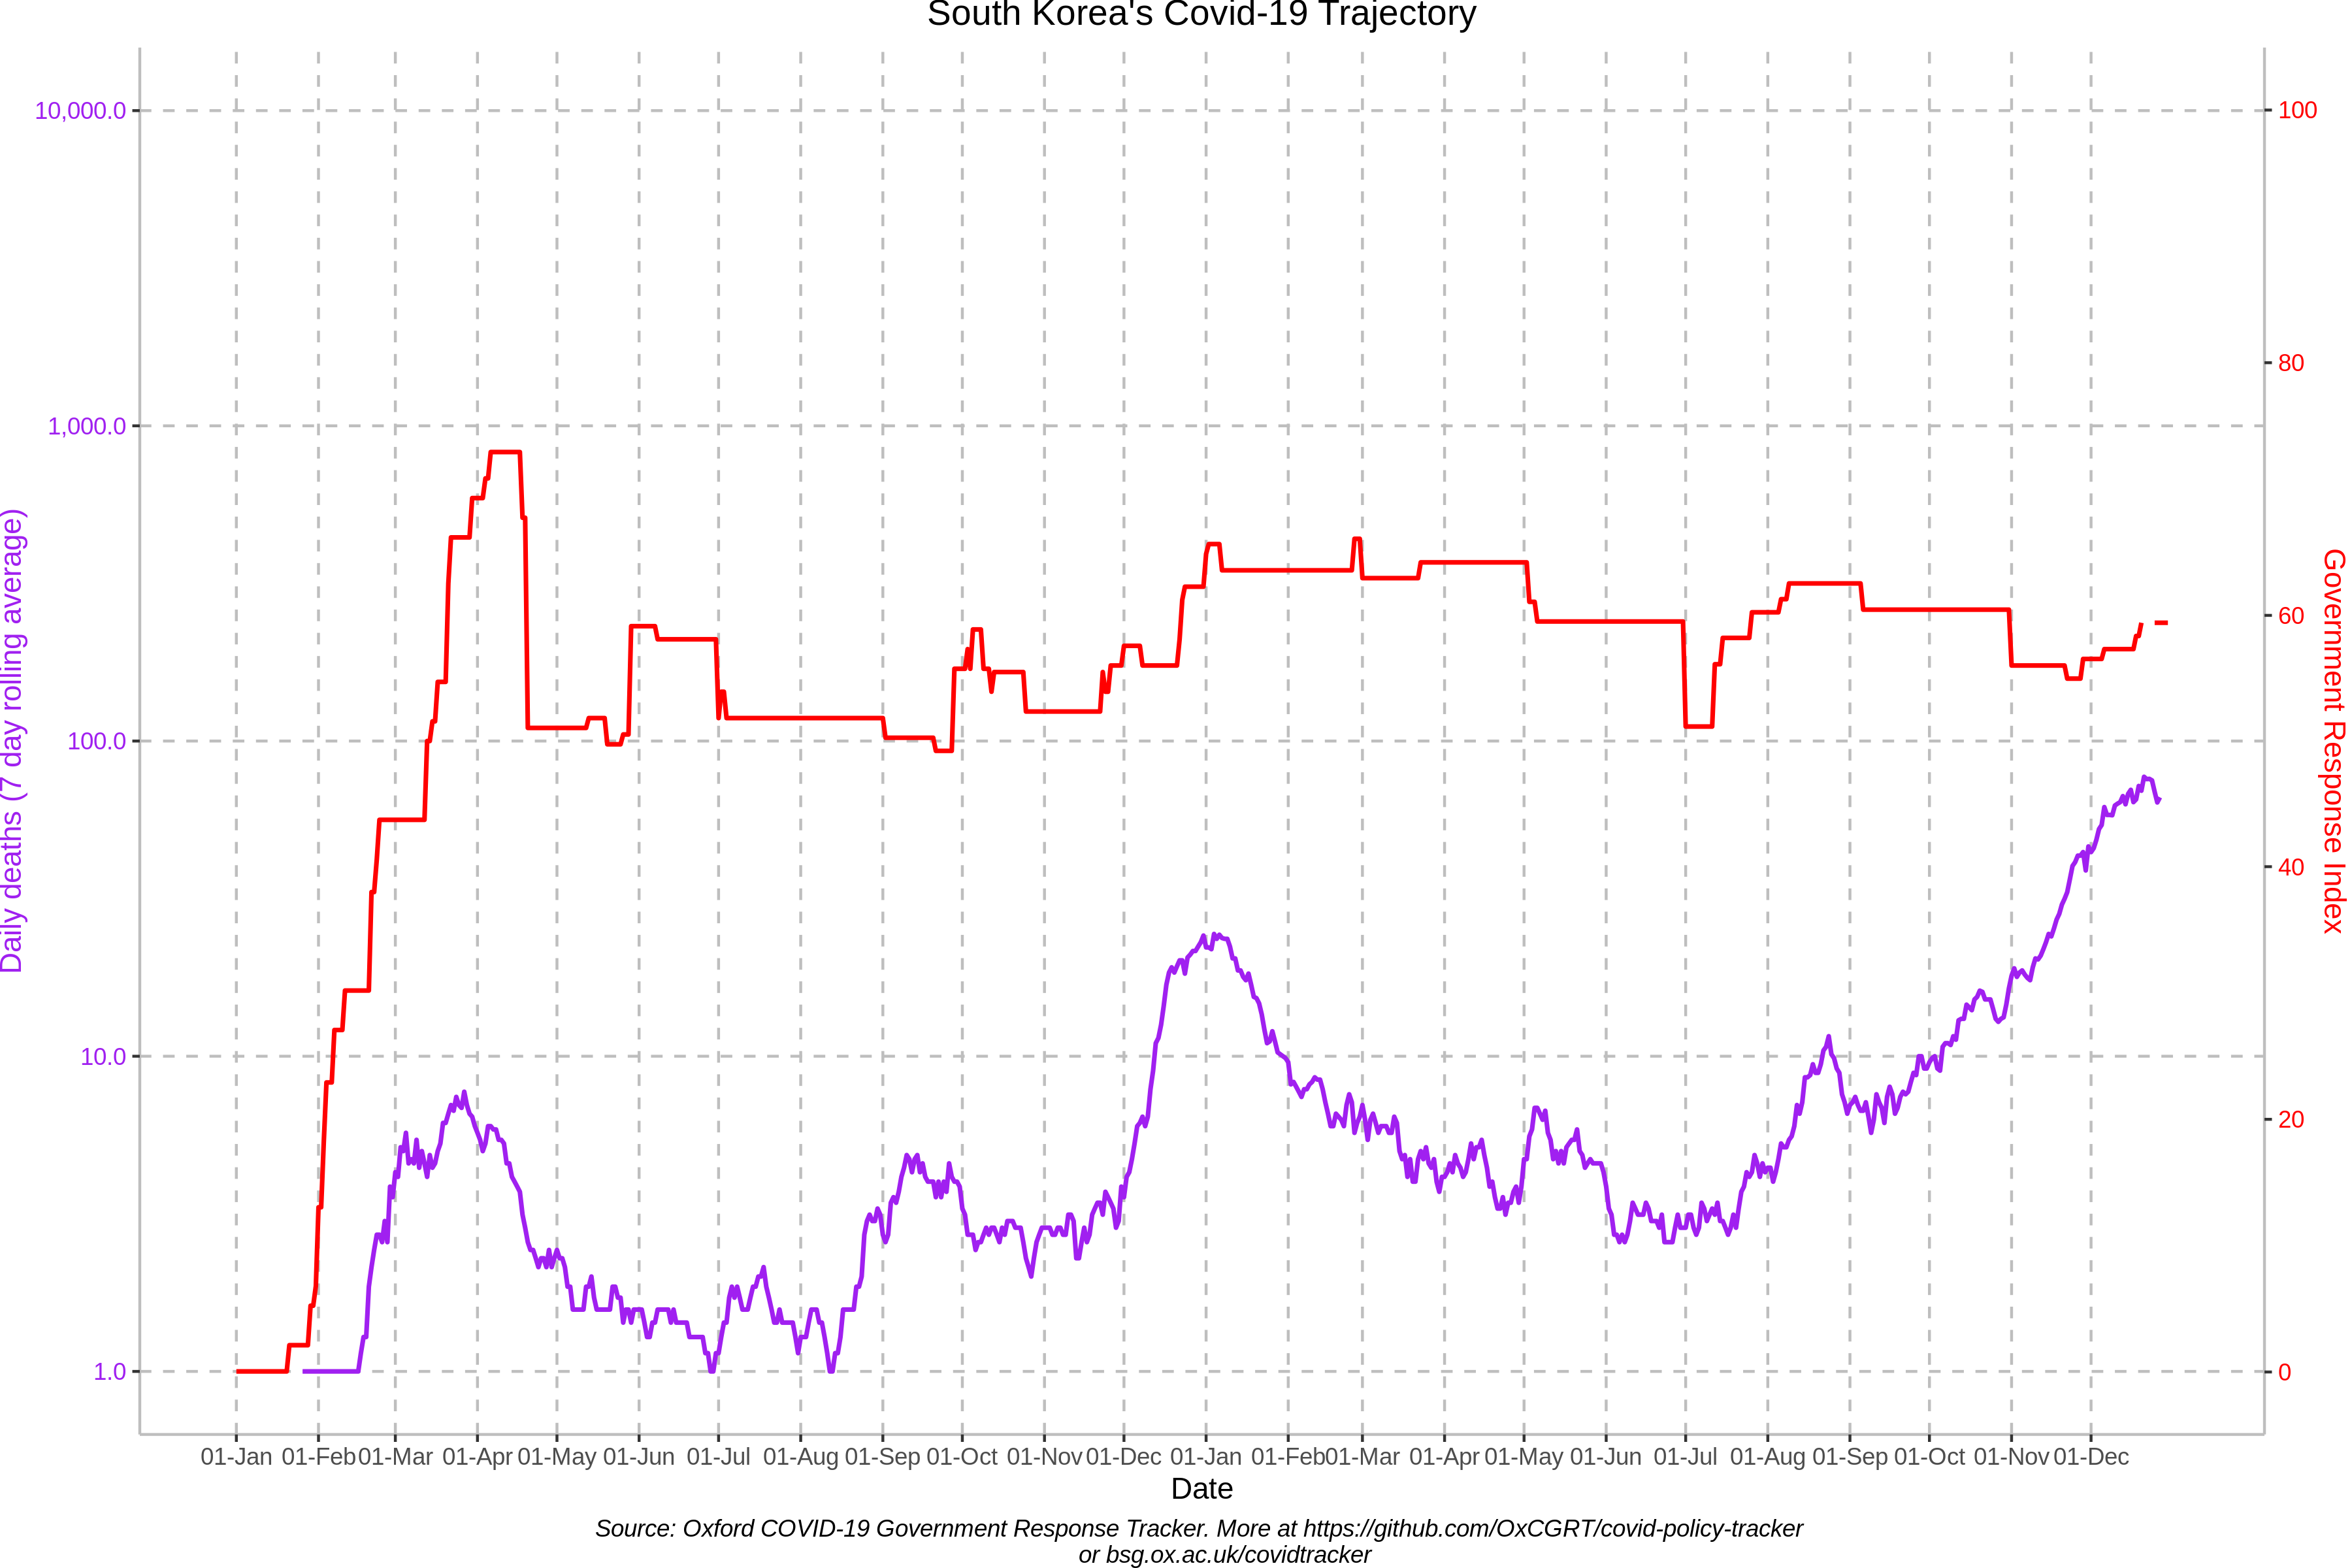 South Korea's Covid-19 Trajectory
10,000.0
1,000.0
100.0
10.0
1.0
Daily deaths (7 day rolling average)
100
80
60
40
20
0
Government Response Index
01-Jan 01-Feb 01-Mar 01-Apr 01-May 01-Jun 01-Jul 01-Aug 01-Sep 01-Oct 01-Nov 01-Dec 01-Jan 01-Feb 01-Mar 01-Apr 01-May 01-Jun 01-Jul 01-Aug 01-Sep 01-Oct 01-Nov 01-Dec
Date
Source: Oxford COVID-19 Government Response Tracker. More at https://github.com/OxCGRT/covid-policy-tracker
or bsg.ox.ac.uk/covidtracker